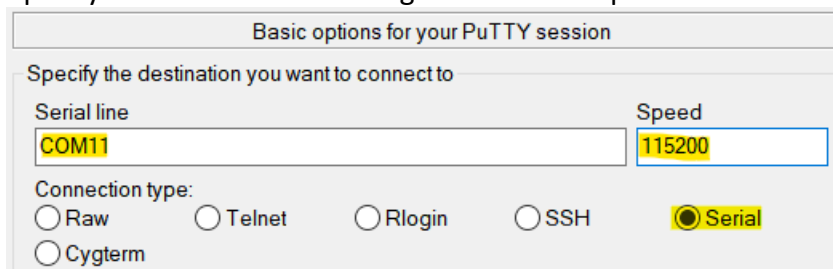 Basic options for your PuTTY session
Specify the destination you want to connect to
Serial line Speed
COM11 115200
Connection type:
Raw Telnet Rlogin SSH Serial
Cygterm